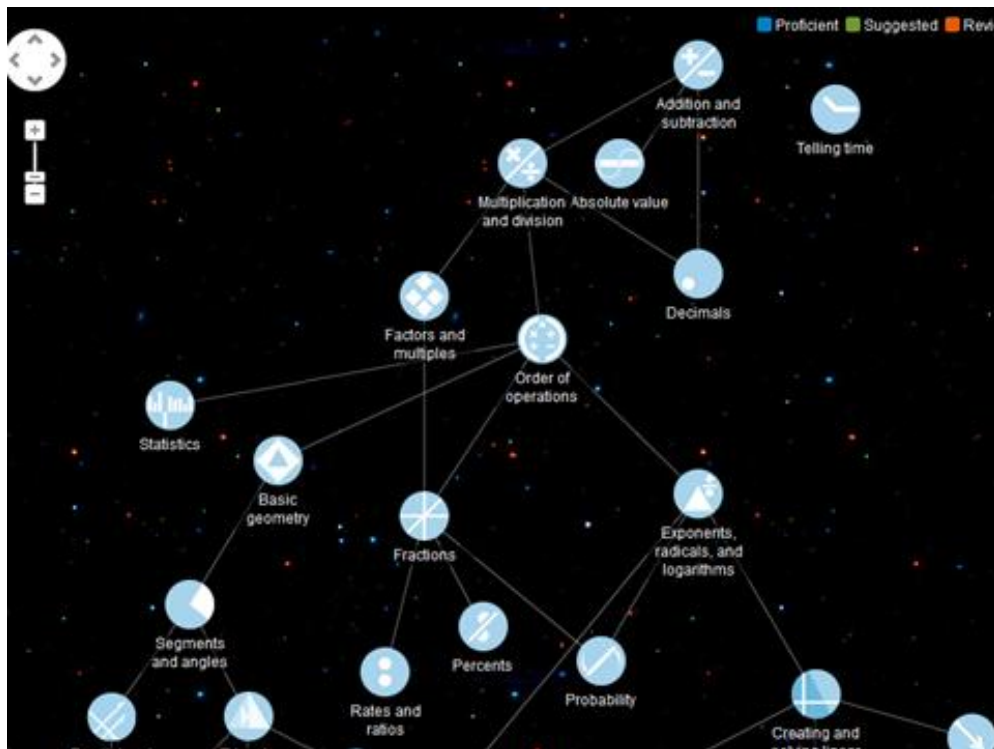 Proficient Suggested
Addition and
subtraction
Telling time
Multiplication
and division
Absolute value
Decimals
Factors and
multiples
Order of
operations
Statistics
Basic
geometry
Fractions
Exponents,
radicals, and
logarithms
Segments
and angles
Percents
Probability
Rates and
ratios
Creating and